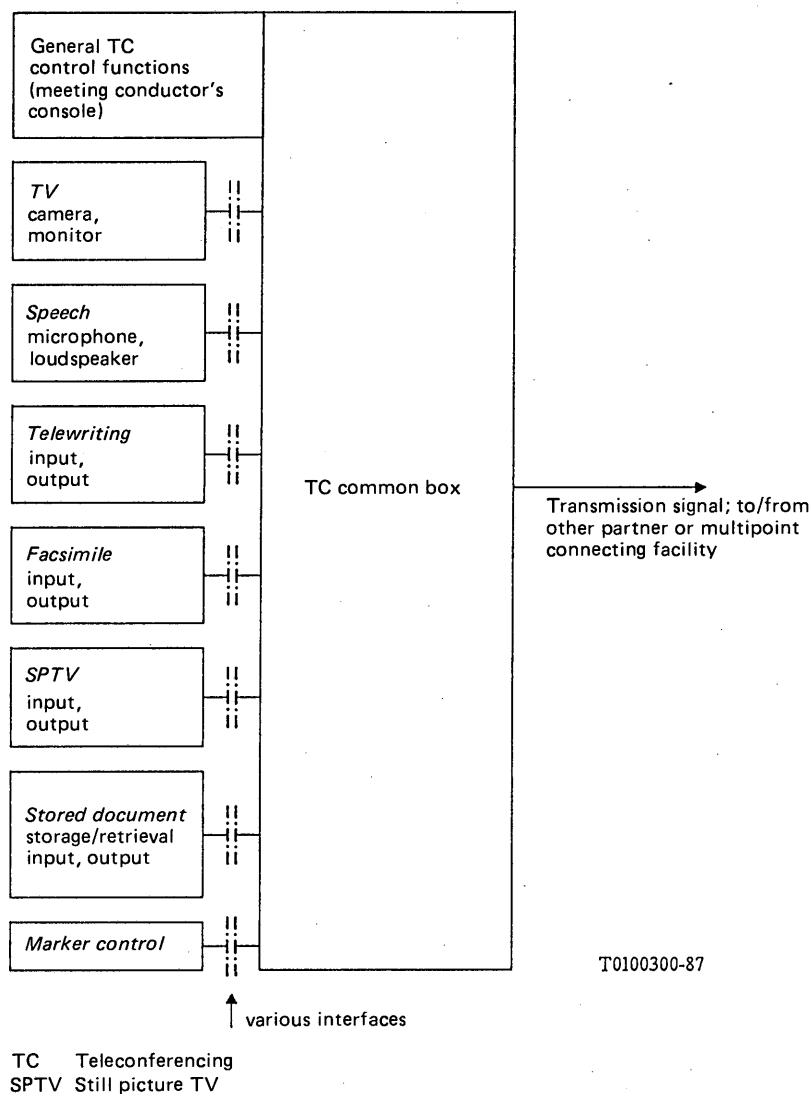 General TC
control functions
(meeting conductor's
console)
TV
camera,
monitor
Speech
microphone,
loudspeaker
Telewriting
input,
output
TC common box
Transmission signal; to/from
other partner or multipoint
connecting facility
Facsimile
input,
output
SPTV
input,
output
Stored document
storage/retrieval
input, output
Marker control
T0100300-87
various interfaces
TC Teleconferencing
SPTV Still picture TV